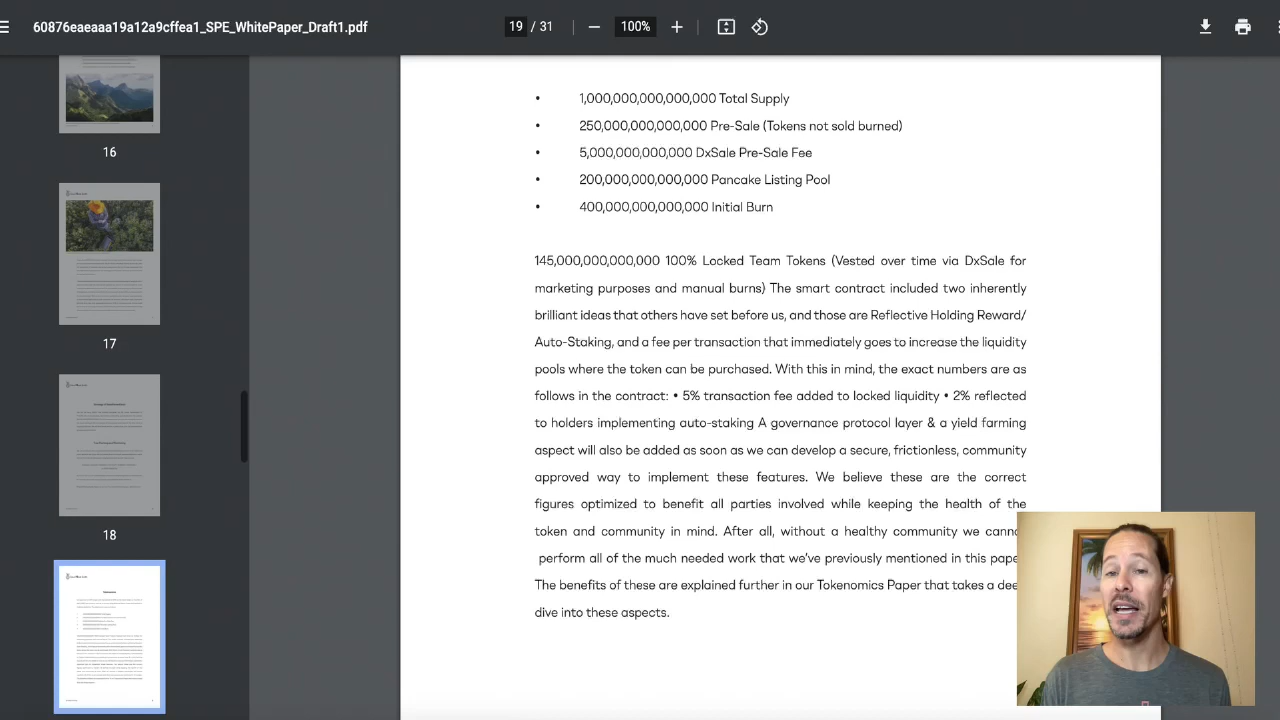 60876eaeaaa19a12a9cffea1_SPE_WhitePaper_Draft1.pdf
19 / 31
100%
16
17
18
• 1,000,000,000,000,000 Total Supply
• 250,000,000,000,000 Pre-Sale (Tokens not sold burned)
• 5,000,000,000,000 DxSale Pre-Sale Fee
• 200,000,000,000,000 Pancake Listing Pool
• 400,000,000,000,000 Initial Burn
145,000,000,000,000 100% Locked Team Tokens (Vested over time via DxSale for
marketing purposes and manual burns) The smart contract included two inherently
brilliant ideas that others have set before us, and those are Reflective Holding Reward/
Auto-Staking, and a fee per transaction that immediately goes to increase the liquidity
pools where the token can be purchased. With this in mind, the exact numbers are as
follows in the contract: • 5% transaction fee added to locked liquidity • 2% reflected
to holders implementing auto-staking A governance protocol layer & a yield farming
aspect will also be added as soon as we can develop a secure, frictionless, community
approved way to implement these features. We believe these are the correct
figures optimized to benefit all parties involved while keeping the health of the
token and community in mind. After all, without a healthy community we canno
perform all of the much needed work that we've previously mentioned in this pape
The benefits of these are explained further in our Tokenomics Paper that takes a dee
dive into these aspects.